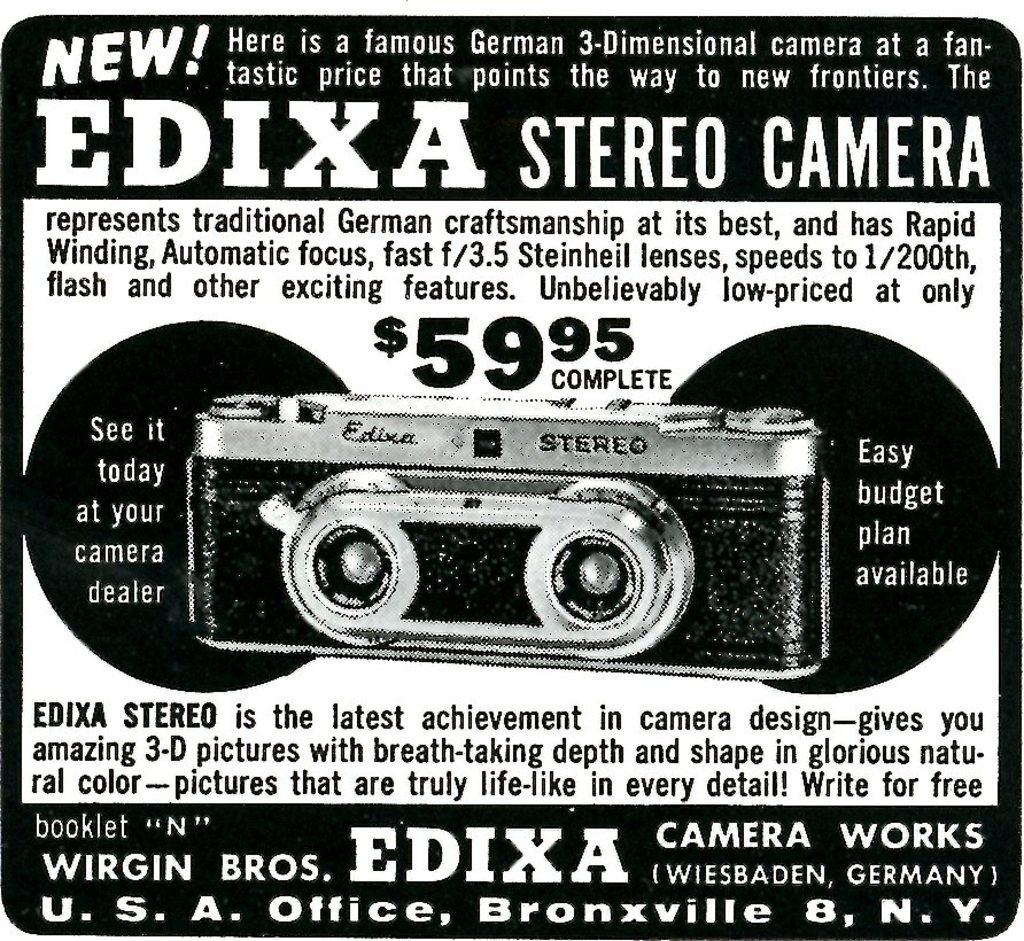 NEW! Here is a famous German 3-Dimensional camera at a fan-
tastic price that points the way to new frontiers. The
EDIXA STEREO CAMERA
represents traditional German craftsmanship at its best, and has Rapid
Winding, Automatic focus, fast f/3.5 Steinheil lenses, speeds to 1/200th,
flash and other exciting features. Unbelievably low-priced at only
$59 95
COMPLETE
See it
today
at your
camera
dealer
Edixa STEREO
Easy
budget
plan
available
EDIXA STEREO is the latest achievement in camera design—gives you
amazing 3-D pictures with breath-taking depth and shape in glorious natu-
ral color—pictures that are truly life-like in every detail! Write for free
booklet "N"
WIRGIN BROS. EDIXA CAMERA WORKS
(WIESBADEN, GERMANY)
U. S. A. Office, Bronxville 8, N. Y.